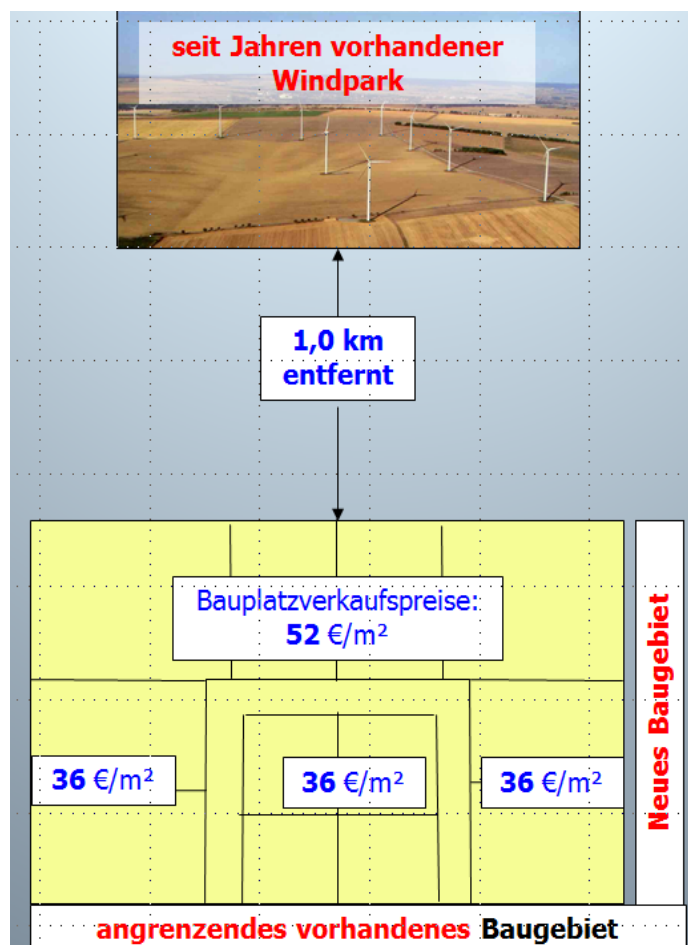 seit Jahren vorhandener
Windpark
1,0 km
entfernt
Bauplatzverkaufspreise:
52 €/m²
36 €/m²
36 €/m²
36 €/m²
Neues Baugebiet
angrenzendes vorhandenes Baugebiet